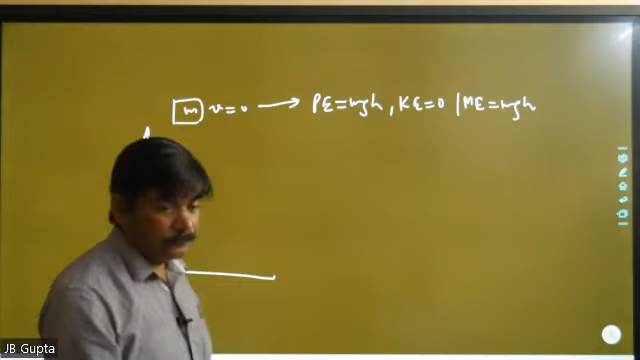 m v=0 → PE=mgh, KE=0 | ME=mgh
JB Gupta